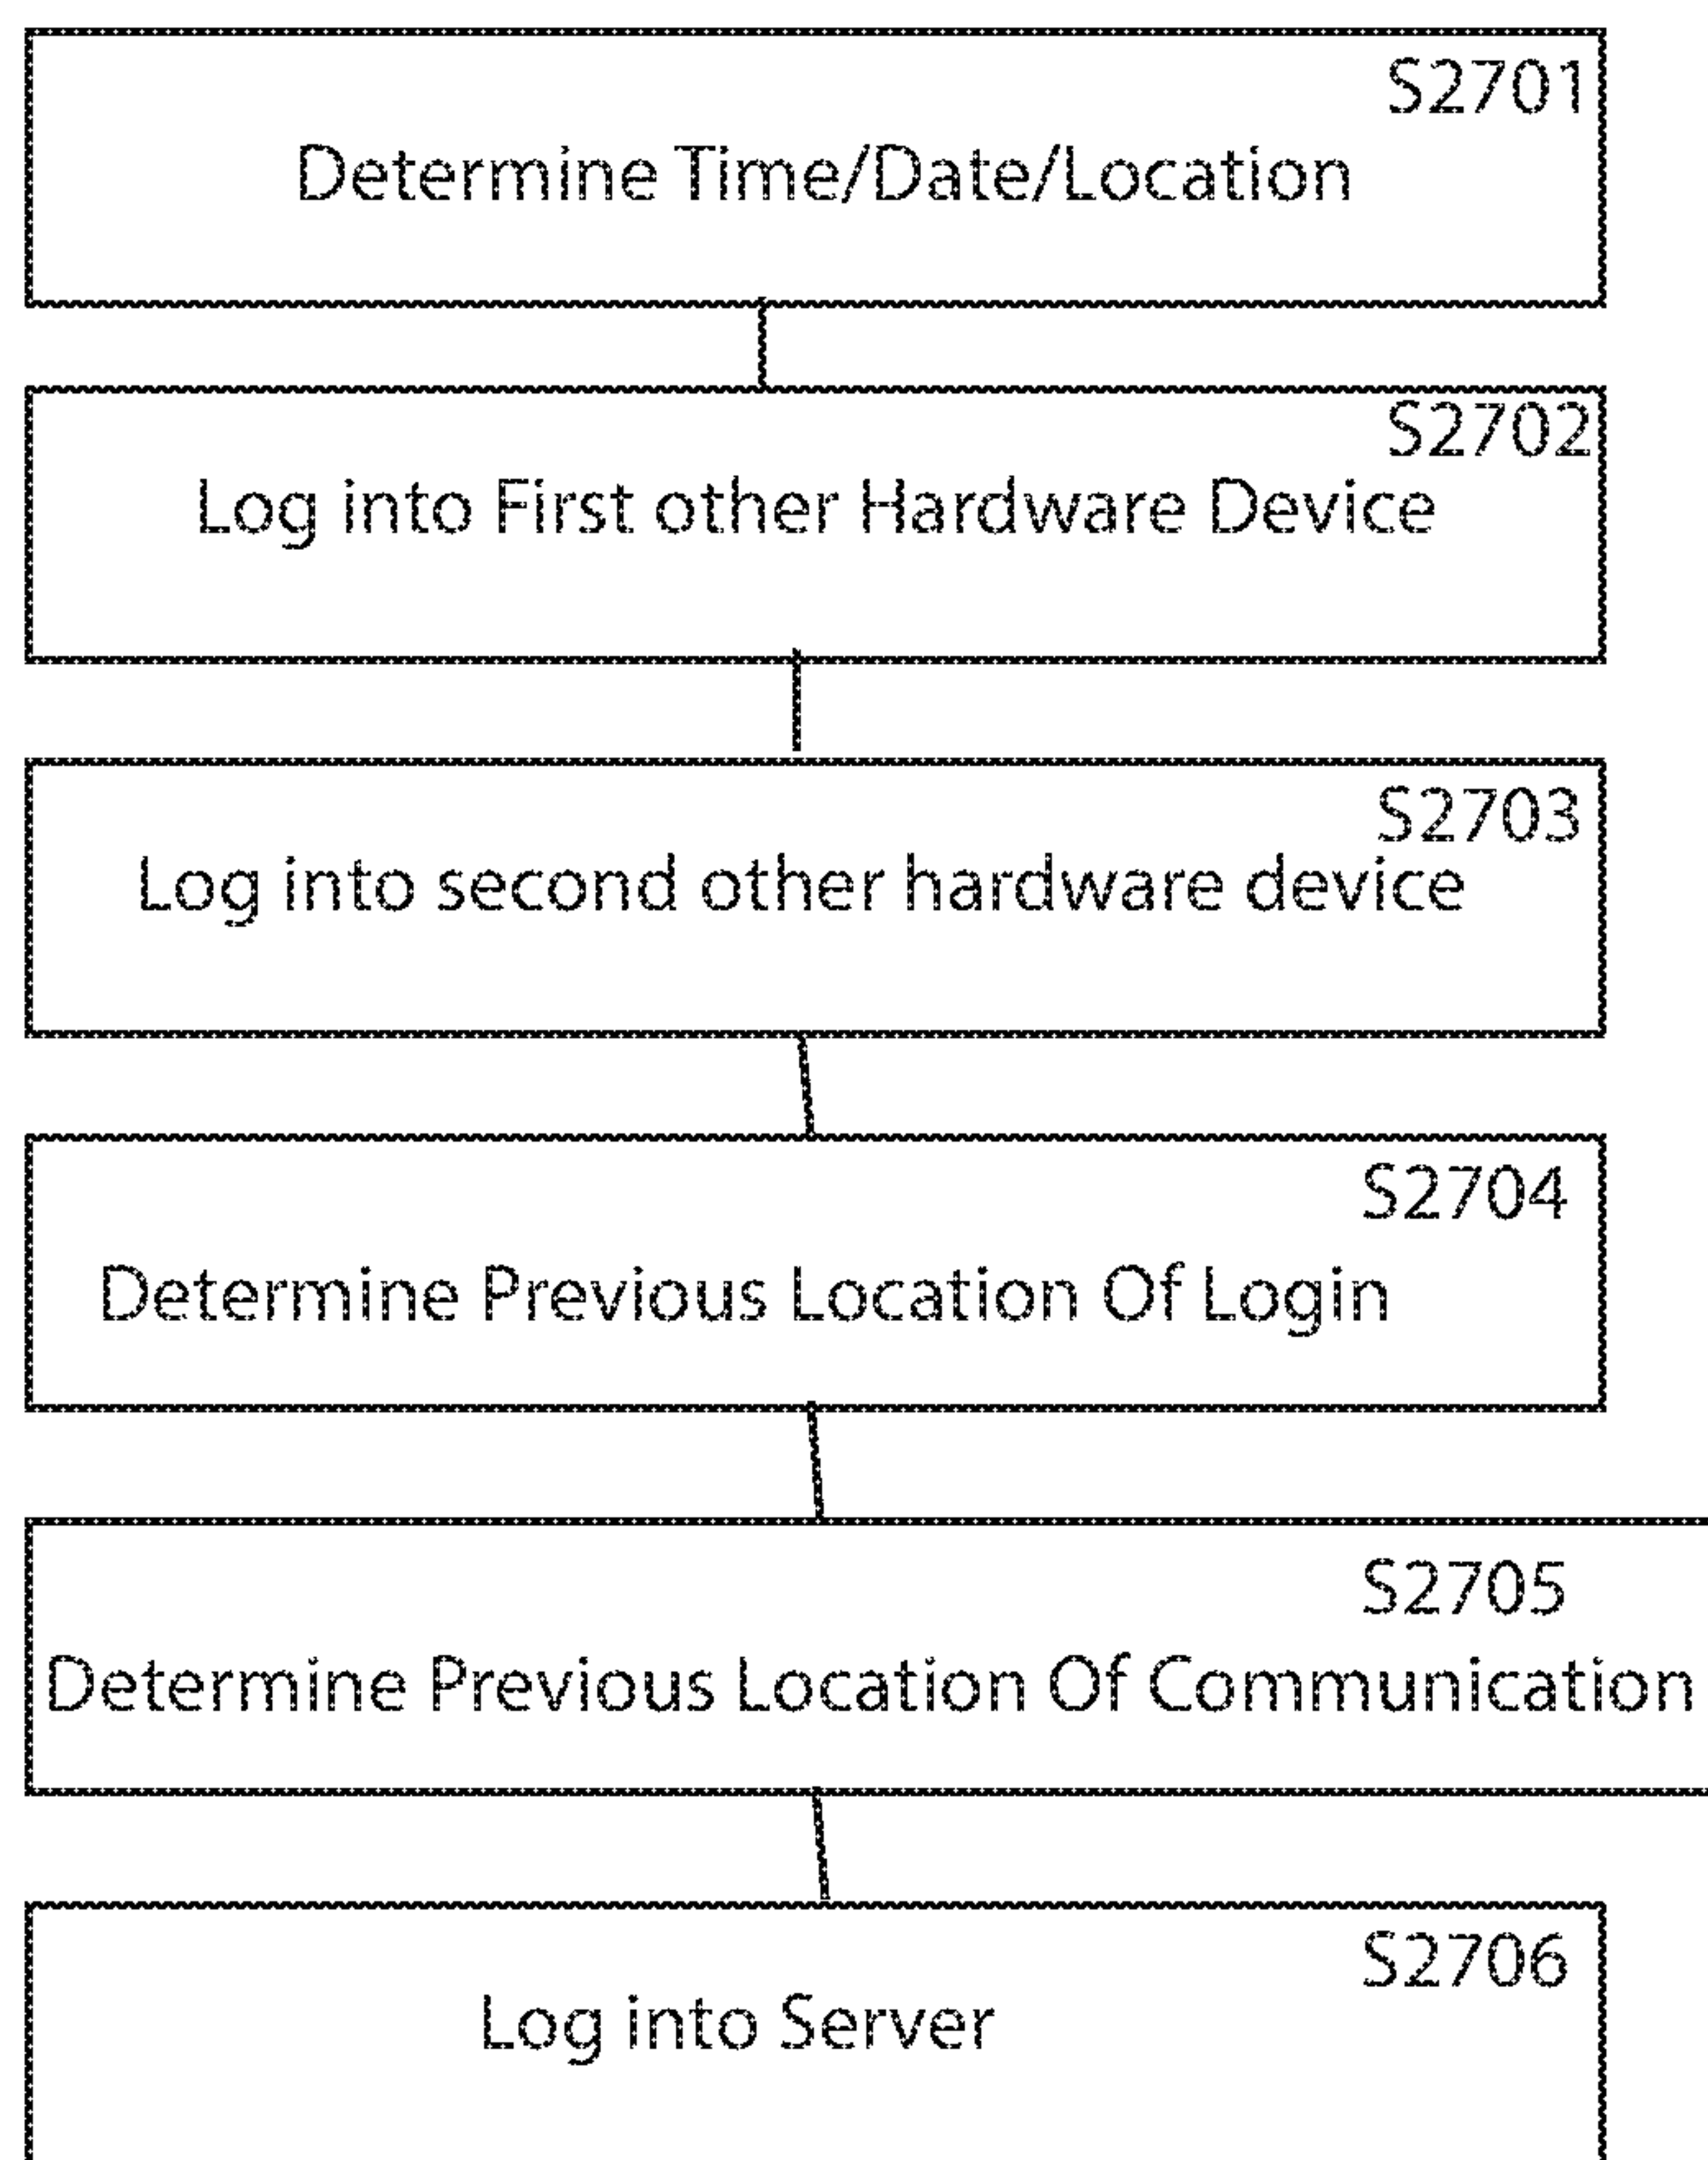 S2701
Determine Time/Date/Location
S2702
Log into First other Hardware Device
S2703
Log into second other hardware device
S2704
Determine Previous Location Of Login
S2705
Determine Previous Location Of Communication
S2706
Log into Server